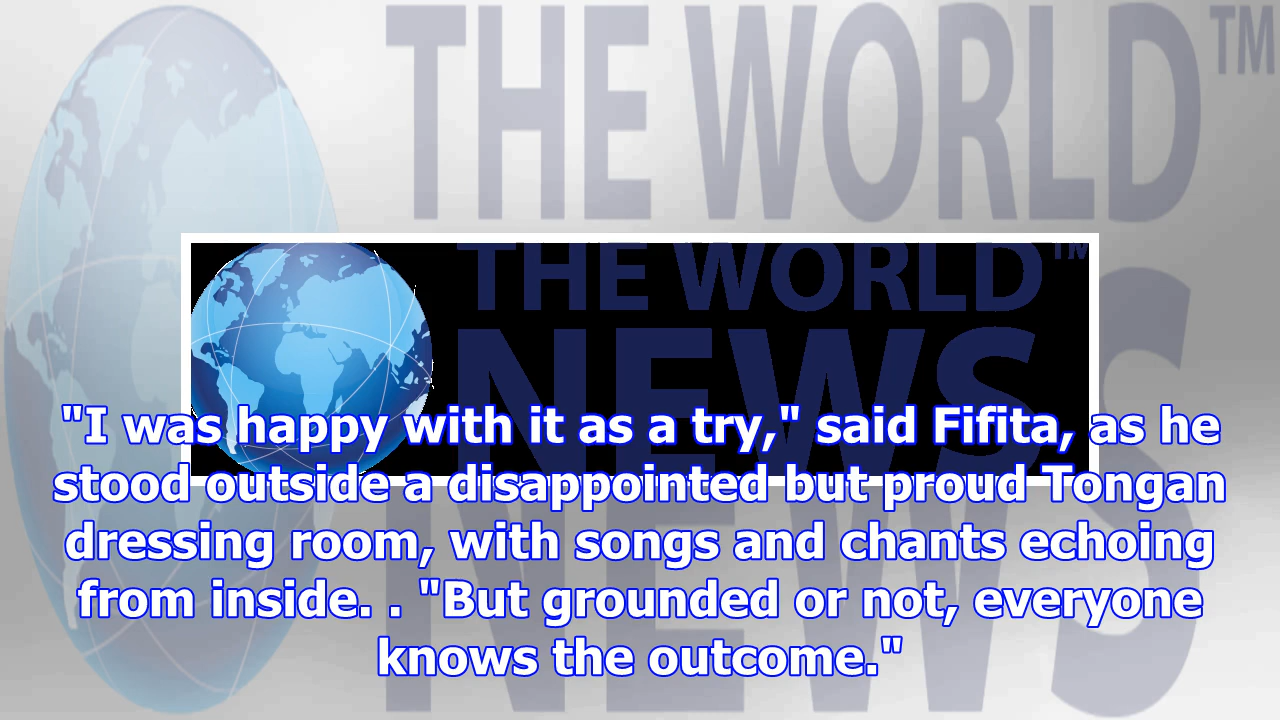 THE WORLD™
NEWS
THE WORLD™
NEWS
"I was happy with it as a try," said Fifita, as he
stood outside a disappointed but proud Tongan
dressing room, with songs and chants echoing
from inside. . "But grounded or not, everyone
knows the outcome."